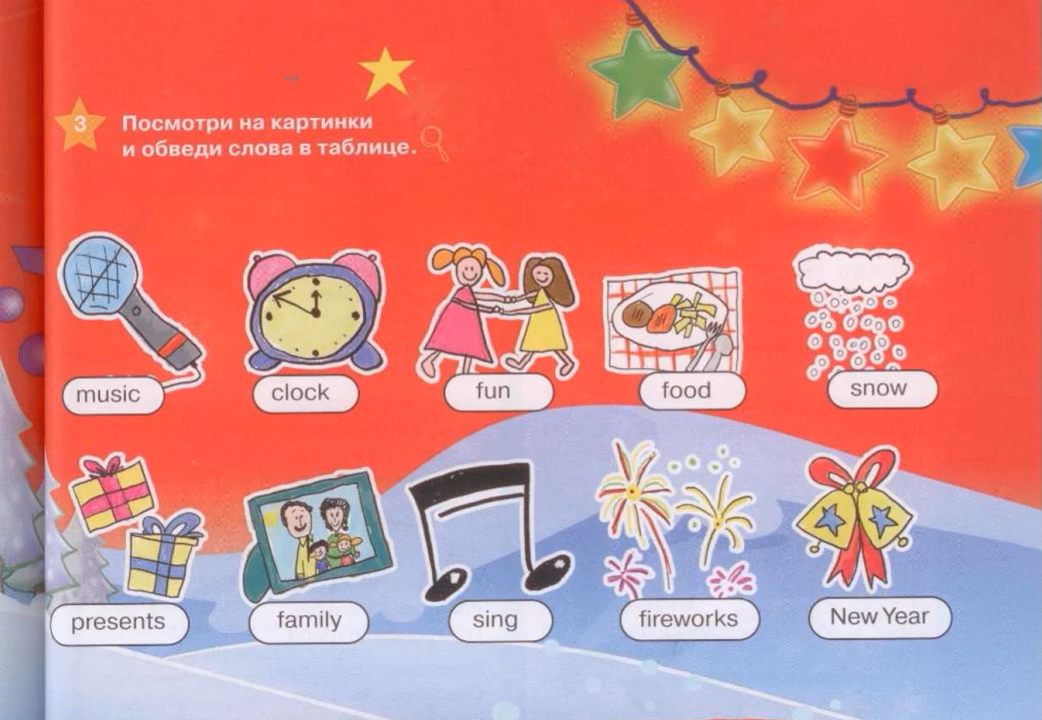 3 Посмотри на картинки
и обведи слова в таблице.
music clock fun food snow
presents family sing fireworks New Year